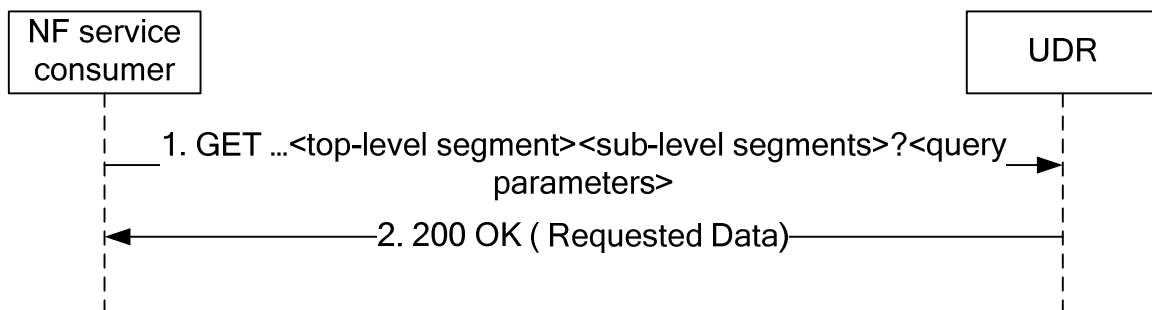 NF service
consumer
UDR
1. GET ...<top-level segment><sub-level segments>?<query
parameters>
2. 200 OK ( Requested Data)